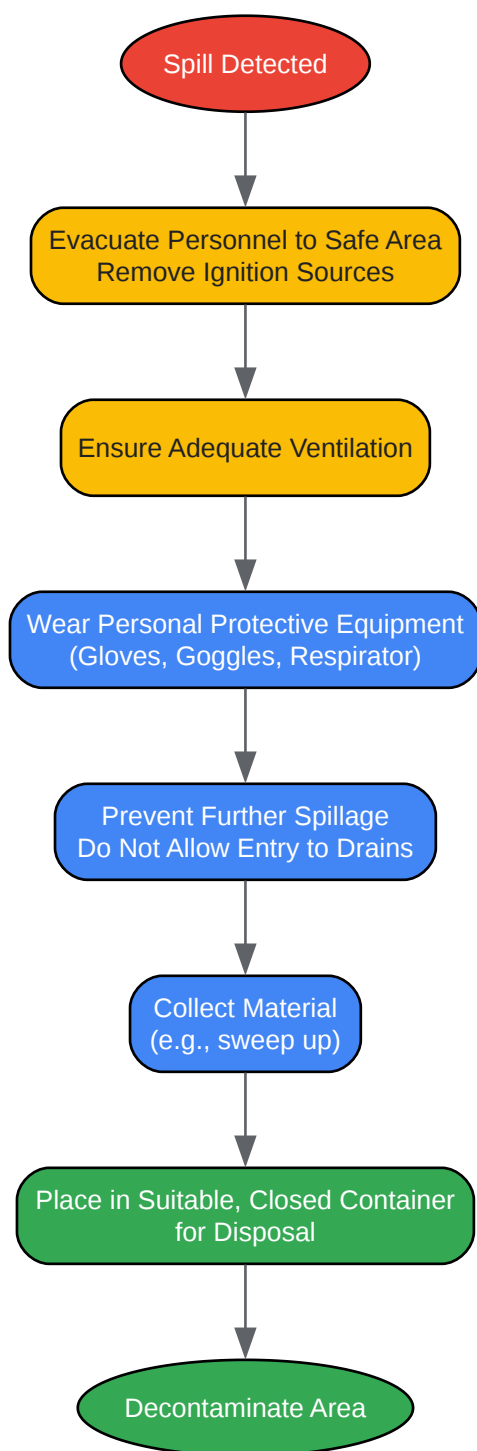 Spill Detected
Evacuate Personnel to Safe Area
Remove Ignition Sources
Ensure Adequate Ventilation
Wear Personal Protective Equipment
(Gloves, Goggles, Respirator)
Prevent Further Spillage
Do Not Allow Entry to Drains
Collect Material
(e.g., sweep up)
Place in Suitable, Closed Container
for Disposal
Decontaminate Area